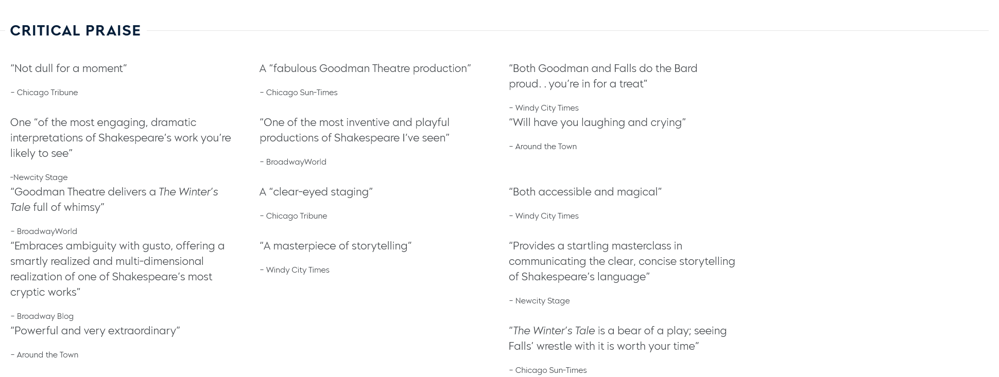 CRITICAL PRAISE
“Not dull for a moment”
– Chicago Tribune
A “fabulous Goodman Theatre production”
– Chicago Sun-Times
“Both Goodman and Falls do the Bard
proud. . you’re in for a treat”
– Windy City Times
One “of the most engaging, dramatic
interpretations of Shakespeare’s work you’re
likely to see”
-Newcity Stage
“One of the most inventive and playful
productions of Shakespeare I’ve seen”
– BroadwayWorld
“Will have you laughing and crying”
– Around the Town
“Goodman Theatre delivers a The Winter’s
Tale full of whimsy”
– BroadwayWorld
A “clear-eyed staging”
– Chicago Tribune
“Both accessible and magical”
– Windy City Times
“Embraces ambiguity with gusto, offering a
smartly realized and multi-dimensional
realization of one of Shakespeare’s most
cryptic works”
– Broadway Blog
“A masterpiece of storytelling”
– Windy City Times
“Provides a startling masterclass in
communicating the clear, concise storytelling
of Shakespeare’s language”
– Newcity Stage
“Powerful and very extraordinary”
– Around the Town
“The Winter’s Tale is a bear of a play; seeing
Falls’ wrestle with it is worth your time”
– Chicago Sun-Times